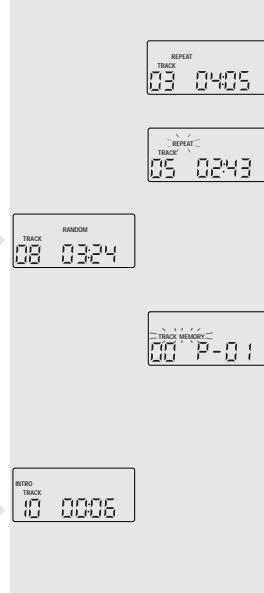 REPEAT
TRACK
03 04:05
REPEAT
TRACK
05 02:43
RANDOM
TRACK
08 03:24
TRACK MEMORY
00 P-01
INTRO
TRACK
10 00:06